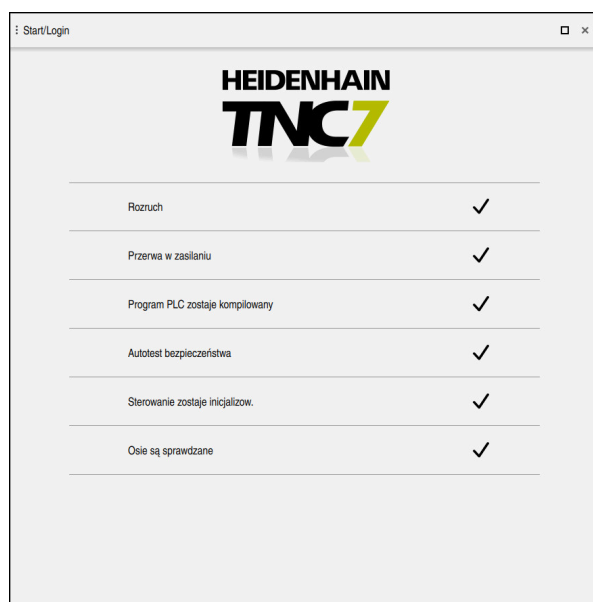 Start/Login
HEIDENHAIN
TNC7
Rozruch
Przerwa w zasilaniu
Program PLC zostaje kompilowany
Autotest bezpieczeństwa
Sterowanie zostaje inicjalizow.
Osie są sprawdzane